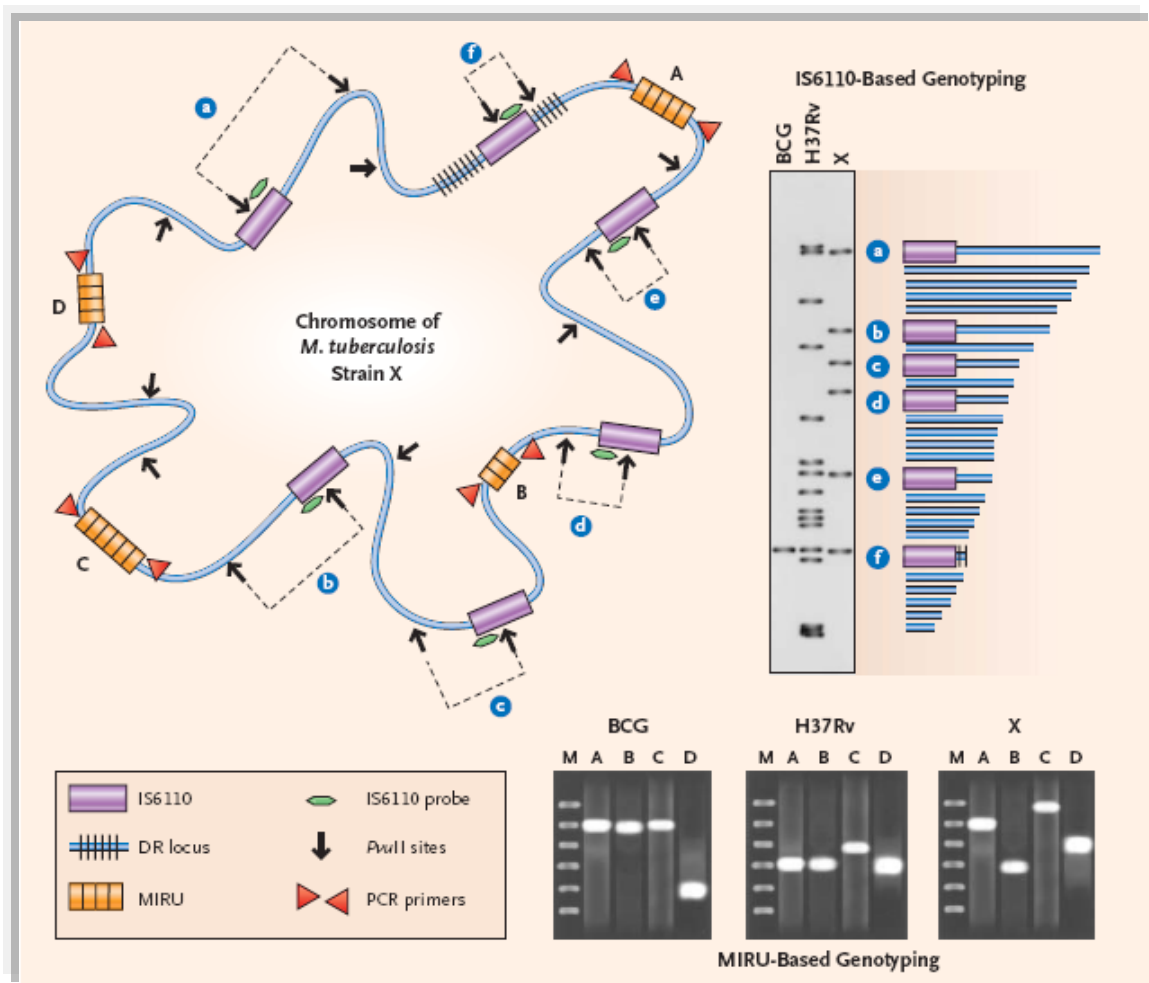 f
A
a
IS6110-Based Genotyping
BCG
H37Rv
X
a
e
D
Chromosome of
M. tuberculosis
Strain X
b
c
d
B
d
e
C
b
f
c
BCG
H37Rv
X
M A B C D
M A B C D
M A B C D
IS6110
IS6110 probe
DR locus
PvuII sites
MIRU
PCR primers
MIRU-Based Genotyping